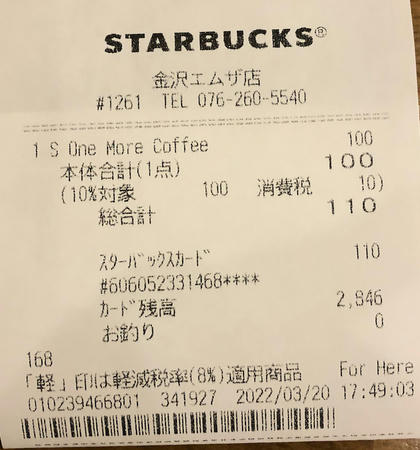 STARBUCKS®
金沢エムザ店
#1261 TEL 076-260-5540
1 S One More Coffee 100
本体合計(1点) 100
(10%対象 100 消費税 10)
総合計 110
ｽﾀｰﾊﾞｯｸｽｶｰﾄﾞ 110
#606052331468****
ｶｰﾄﾞ残高 2,846
お釣り 0
168
「軽」印は軽減税率(8%)適用商品 For Here
010239466801 341927 2022/03/20 17:49:03